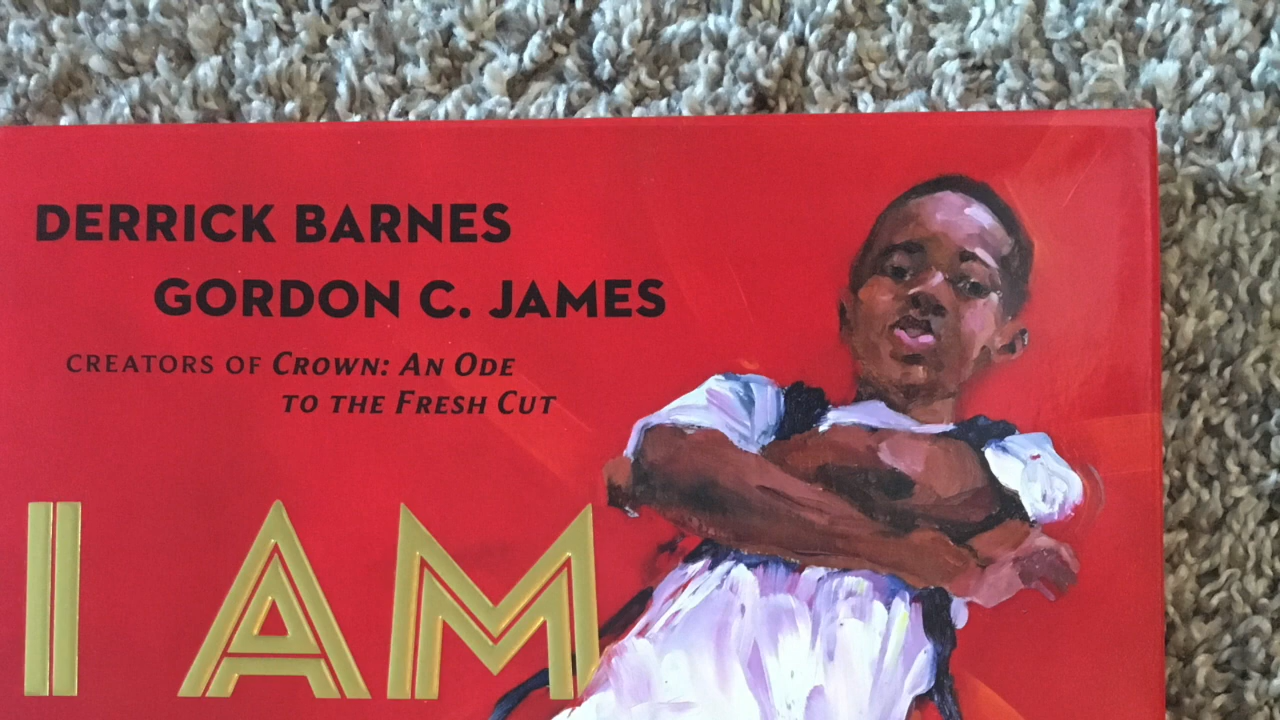 DERRICK BARNES
GORDON C. JAMES
CREATORS OF CROWN: AN ODE
TO THE FRESH CUT
I AM